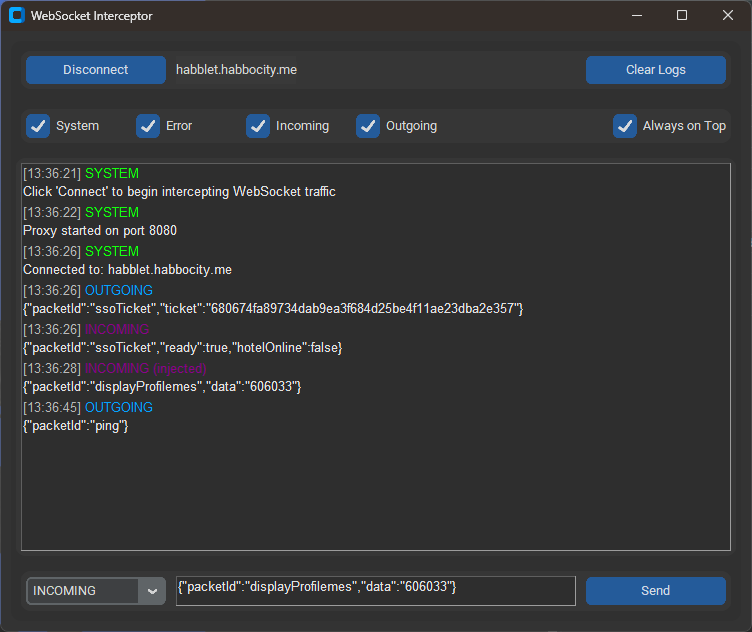 WebSocket Interceptor
Disconnect habblet.habbocity.me Clear Logs
System Error Incoming Outgoing Always on Top
[13:36:21] SYSTEM
Click 'Connect' to begin intercepting WebSocket traffic
[13:36:22] SYSTEM
Proxy started on port 8080
[13:36:26] SYSTEM
Connected to: habblet.habbocity.me
[13:36:26] OUTGOING
{"packetId":"ssoTicket","ticket":"680674fa89734dab9ea3f684d25be4f11ae23dba2e357"}
[13:36:26] INCOMING
{"packetId":"ssoTicket","ready":true,"hotelOnline":false}
[13:36:28] INCOMING (injected)
{"packetId":"displayProfilemes","data":"606033"}
[13:36:45] OUTGOING
{"packetId":"ping"}
INCOMING {"packetId":"displayProfilemes","data":"606033"} Send